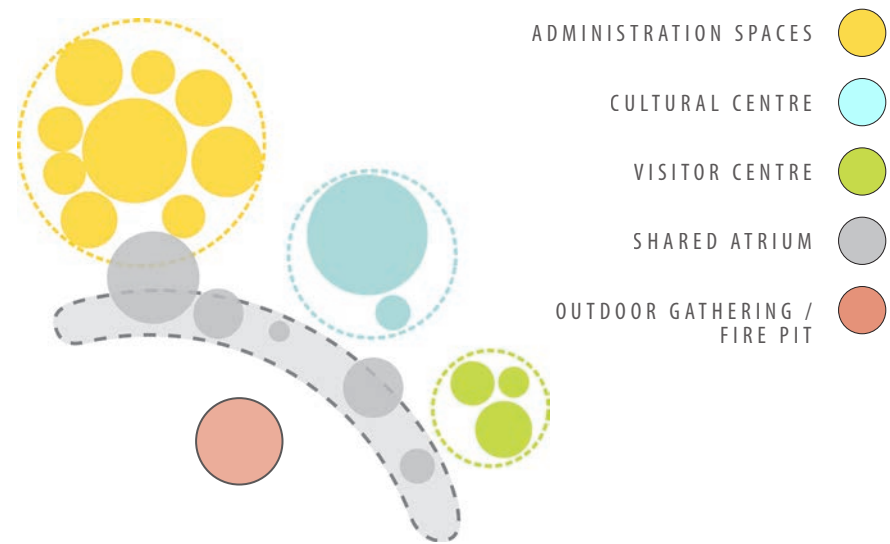 ADMINISTRATION SPACES
CULTURAL CENTRE
VISITOR CENTRE
SHARED ATRIUM
OUTDOOR GATHERING /
FIRE PIT